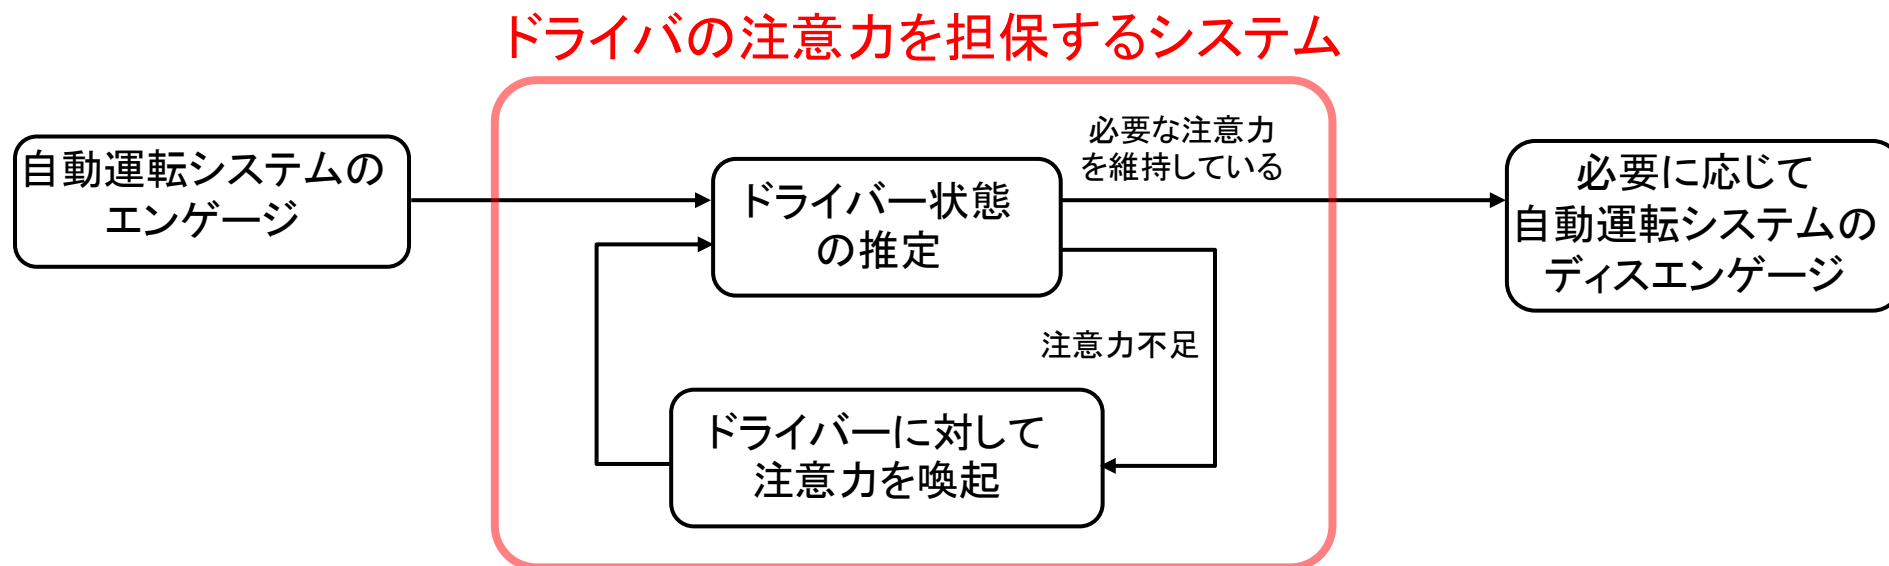 ドライバの注意力を担保するシステム
自動運転システムの
エンゲージ
ドライバー状態
の推定
必要な注意力
を維持している
必要に応じて
自動運転システムの
ディスエンゲージ
注意力不足
ドライバーに対して
注意力を喚起